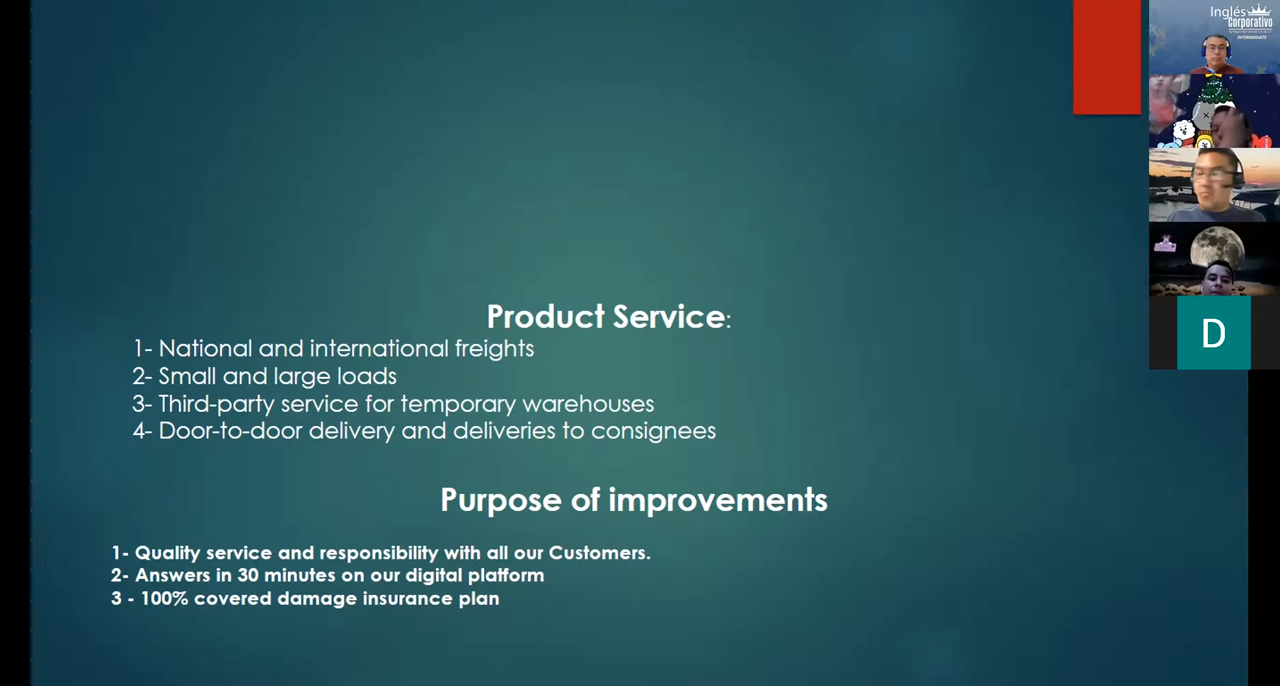 Product Service:
1- National and international freights
2- Small and large loads
3- Third-party service for temporary warehouses
4- Door-to-door delivery and deliveries to consignees
Purpose of improvements
1- Quality service and responsibility with all our Customers.
2- Answers in 30 minutes on our digital platform
3 - 100% covered damage insurance plan
Inglés
Corporativo
INTERMEDIATE
D